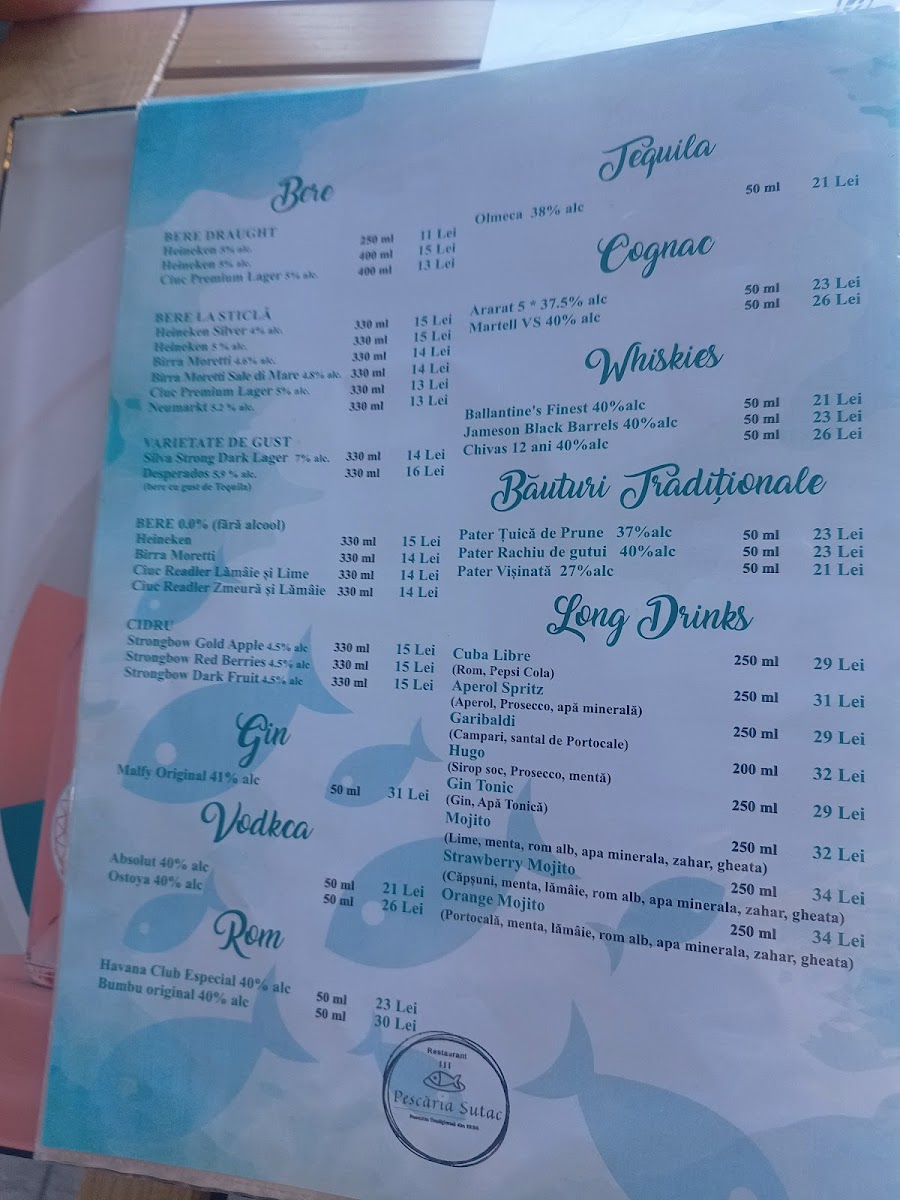 Bere
BERE DRAUGHT
Heineken 5% alc. 250 ml 11 Lei
Heineken 5% alc. 400 ml 15 Lei
Ciuc Premium Lager 5% alc. 400 ml 13 Lei
BERE LA STICLĂ
Heineken Silver 4% alc. 330 ml 15 Lei
Heineken 5 % alc. 330 ml 15 Lei
Birra Moretti 4.6% alc. 330 ml 14 Lei
Birra Moretti Sale di Mare 4.8% alc. 330 ml 14 Lei
Ciuc Premium Lager 5% alc. 330 ml 13 Lei
Neumarkt 5.2 % alc. 330 ml 13 Lei
VARIETATE DE GUST
Silva Strong Dark Lager 7% alc. 330 ml 14 Lei
Desperados 5.9 % alc. 330 ml 16 Lei
(bere cu gust de Tequila)
BERE 0.0% (fără alcool)
Heineken 330 ml 15 Lei
Birra Moretti 330 ml 14 Lei
Ciuc Readler Lămâie și Lime 330 ml 14 Lei
Ciuc Readler Zmeură și Lămâie 330 ml 14 Lei
CIDRU
Strongbow Gold Apple 4.5% alc 330 ml 15 Lei
Strongbow Red Berries 4.5% alc 330 ml 15 Lei
Strongbow Dark Fruit 4.5% alc 330 ml 15 Lei
Gin
Malfy Original 41% alc 50 ml 31 Lei
Vodkca
Absolut 40% alc 50 ml 21 Lei
Ostoya 40% alc 50 ml 26 Lei
Rom
Havana Club Especial 40% alc 50 ml 23 Lei
Bumbu original 40% alc 50 ml 30 Lei
Tequila
Olmeca 38% alc 50 ml 21 Lei
Cognac
Ararat 5 * 37.5% alc 50 ml 23 Lei
Martell VS 40% alc 50 ml 26 Lei
Whiskies
Ballantine's Finest 40%alc 50 ml 21 Lei
Jameson Black Barrels 40%alc 50 ml 23 Lei
Chivas 12 ani 40%alc 50 ml 26 Lei
Băuturi Tradiționale
Pater Țuică de Prune 37%alc 50 ml 23 Lei
Pater Rachiu de gutui 40%alc 50 ml 23 Lei
Pater Vișinată 27%alc 50 ml 21 Lei
Long Drinks
Cuba Libre 250 ml 29 Lei
(Rom, Pepsi Cola)
Aperol Spritz 250 ml 31 Lei
(Aperol, Prosecco, apă minerală)
Garibaldi 250 ml 29 Lei
(Campari, santal de Portocale)
Hugo 200 ml 32 Lei
(Sirop soc, Prosecco, mentă)
Gin Tonic 250 ml 29 Lei
(Gin, Apă Tonică)
Mojito 250 ml 32 Lei
(Lime, menta, rom alb, apa minerala, zahar, gheata)
Strawberry Mojito 250 ml 34 Lei
(Căpșuni, menta, lămâie, rom alb, apa minerala, zahar, gheata)
Orange Mojito 250 ml 34 Lei
(Portocală, menta, lămâie, rom alb, apa minerala, zahar, gheata)
Restaurant
Pescăria Sutac